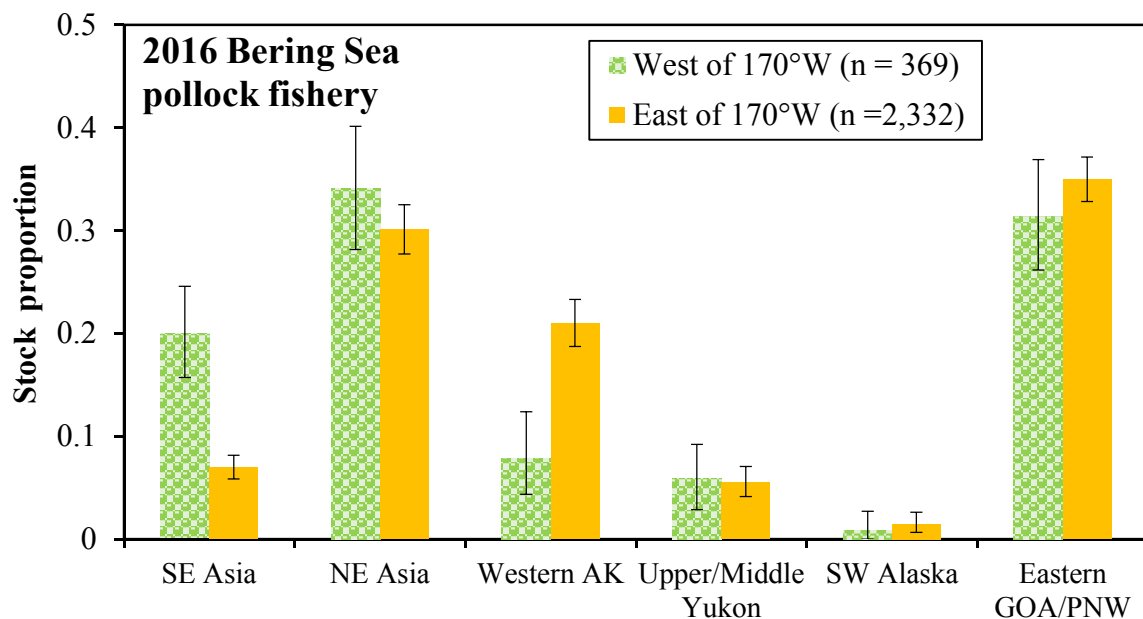 2016 Bering Sea
pollock fishery
West of 170°W (n = 369)
East of 170°W (n =2,332)
Stock proportion
0.5
0.4
0.3
0.2
0.1
0
SE Asia
NE Asia
Western AK
Upper/Middle
Yukon
SW Alaska
Eastern
GOA/PNW